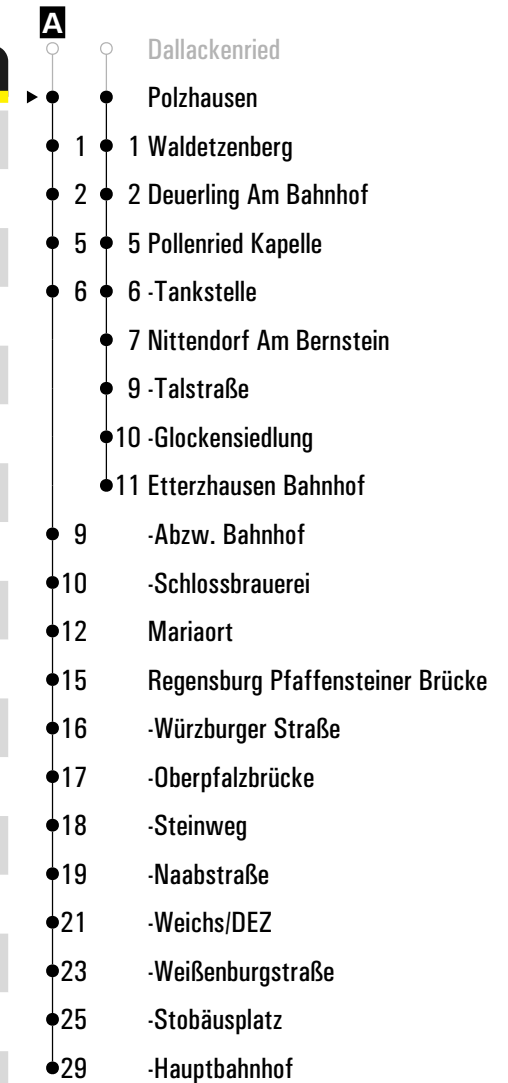 A
Dallackenried
Polzhausen
1 1 Waldetzenberg
2 2 Deuerling Am Bahnhof
5 5 Pollenried Kapelle
6 6 -Tankstelle
7 Nittendorf Am Bernstein
9 -Talstraße
10 -Glockensiedlung
11 Etterzhausen Bahnhof
9 -Abzw. Bahnhof
10 -Schlossbrauerei
12 Mariaort
15 Regensburg Pfaffensteiner Brücke
16 -Würzburger Straße
17 -Oberpfalzbrücke
18 -Steinweg
19 -Naabstraße
21 -Weichs/DEZ
23 -Weißenburgstraße
25 -Stobäusplatz
29 -Hauptbahnhof